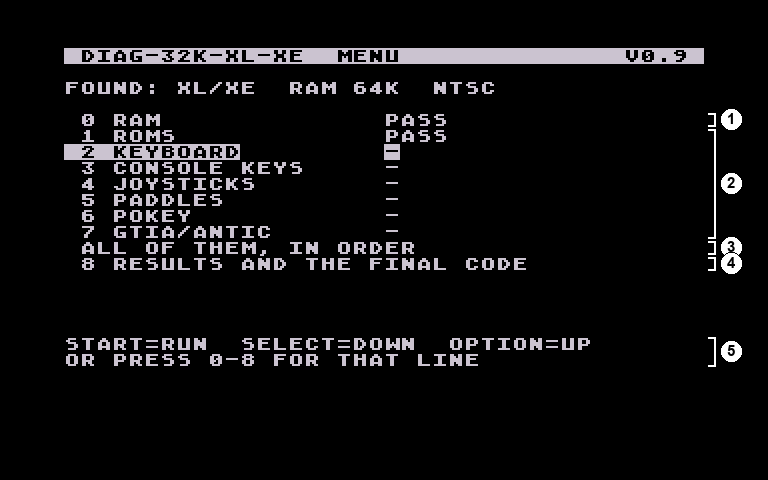 DIAG-32K-XL-XE MENU V0.9
FOUND: XL/XE RAM 64K NTSC
0 RAM PASS 1
1 ROMS PASS
2 KEYBOARD -
3 CONSOLE KEYS -
4 JOYSTICKS - 2
5 PADDLES -
6 POKEY -
7 GTIA/ANTIC -
ALL OF THEM, IN ORDER 3
8 RESULTS AND THE FINAL CODE 4
START=RUN SELECT=DOWN OPTION=UP 5
OR PRESS 0-8 FOR THAT LINE